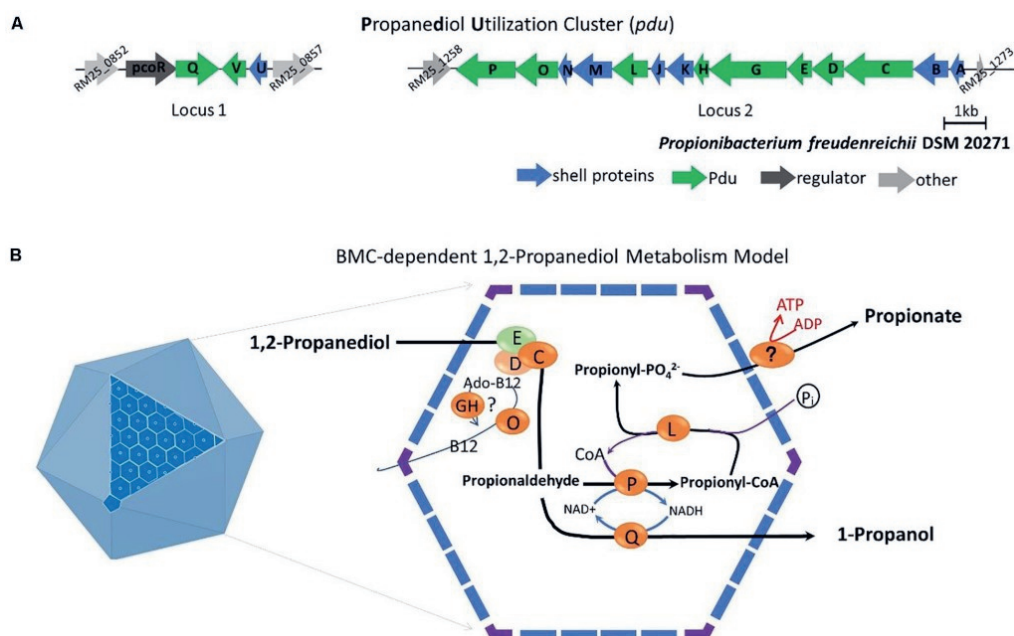 A
Propanediol Utilization Cluster (pdu)
RM25_0852 pcoR Q V U RM25_0857
RM25_1258 P O N M L J K H G E D C B A RM25_1273
Locus 1
Locus 2
1kb
Propionibacterium freudenreichii DSM 20271
shell proteins Pdu regulator other
B
BMC-dependent 1,2-Propanediol Metabolism Model
ATP
ADP
Propionate
?
1,2-Propanediol
E
D C
Propionyl-PO₄²⁻
Ado-B12
GH ?
O
Pi
L
B12
CoA
Propionaldehyde P Propionyl-CoA
NAD+ NADH
Q
1-Propanol